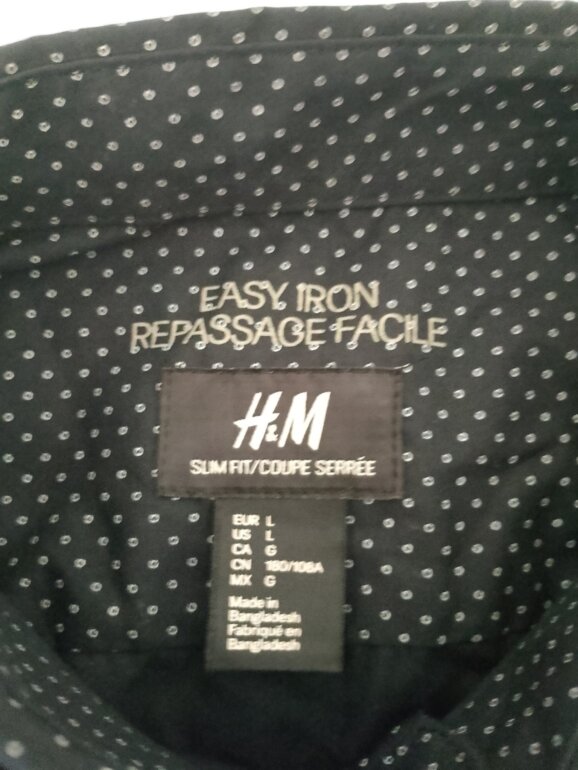 EASY IRON
REPASSAGE FACILE
H&M
SLIM FIT/COUPE SERRÉE
EUR L
US L
CA G
CN 180/108A
MX G
Made in
Bangladesh
Fabriqué en
Bangladesh